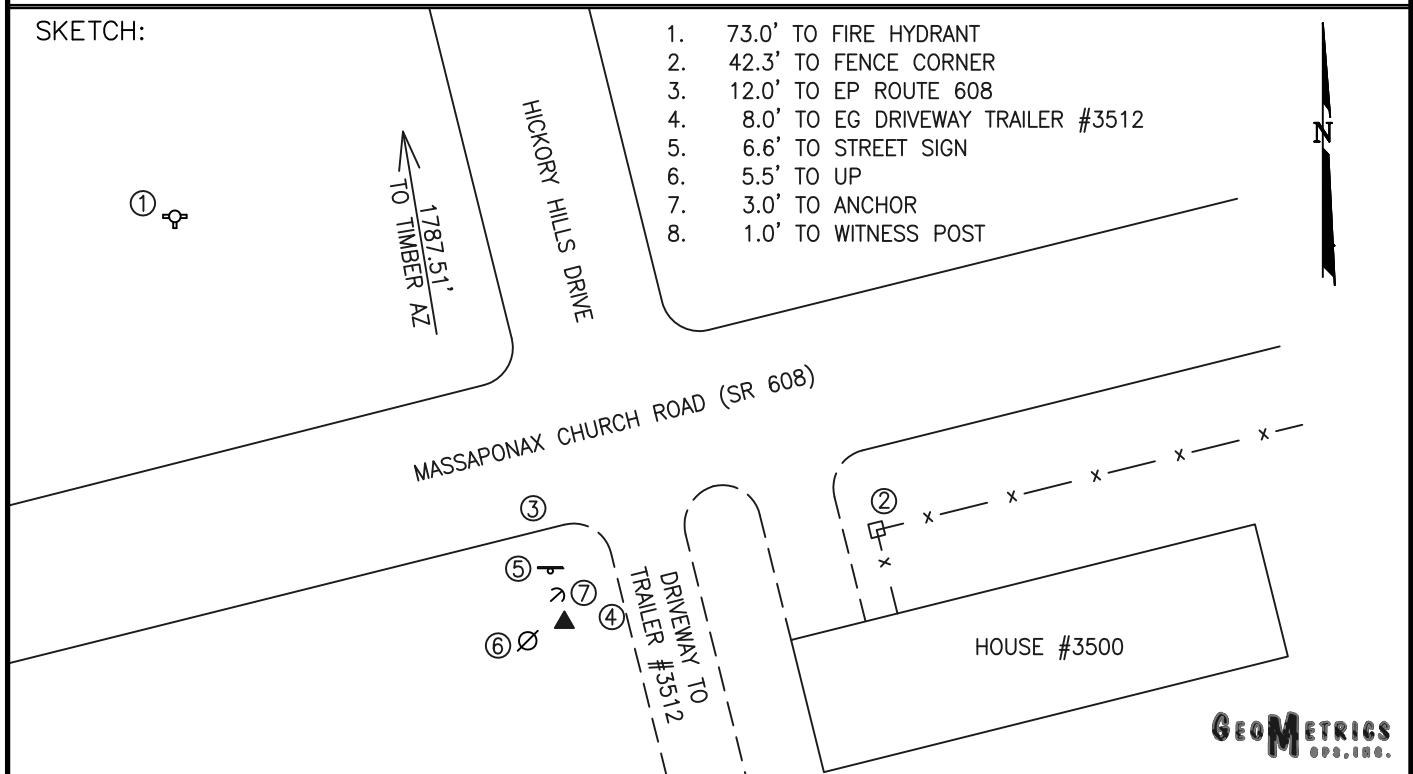 SKETCH:
1. 73.0' TO FIRE HYDRANT
2. 42.3' TO FENCE CORNER
3. 12.0' TO EP ROUTE 608
4. 8.0' TO EG DRIVEWAY TRAILER #3512
5. 6.6' TO STREET SIGN
6. 5.5' TO UP
7. 3.0' TO ANCHOR
8. 1.0' TO WITNESS POST
N
HICKORY HILLS DRIVE
1787.51'
TO TIMBER AZ
1
MASSAPONAX CHURCH ROAD (SR 608)
2
3
x x x x x
x
5
7
4
6
DRIVEWAY TO
TRAILER #3512
HOUSE #3500
GEOMETRICS
GPS, INC.